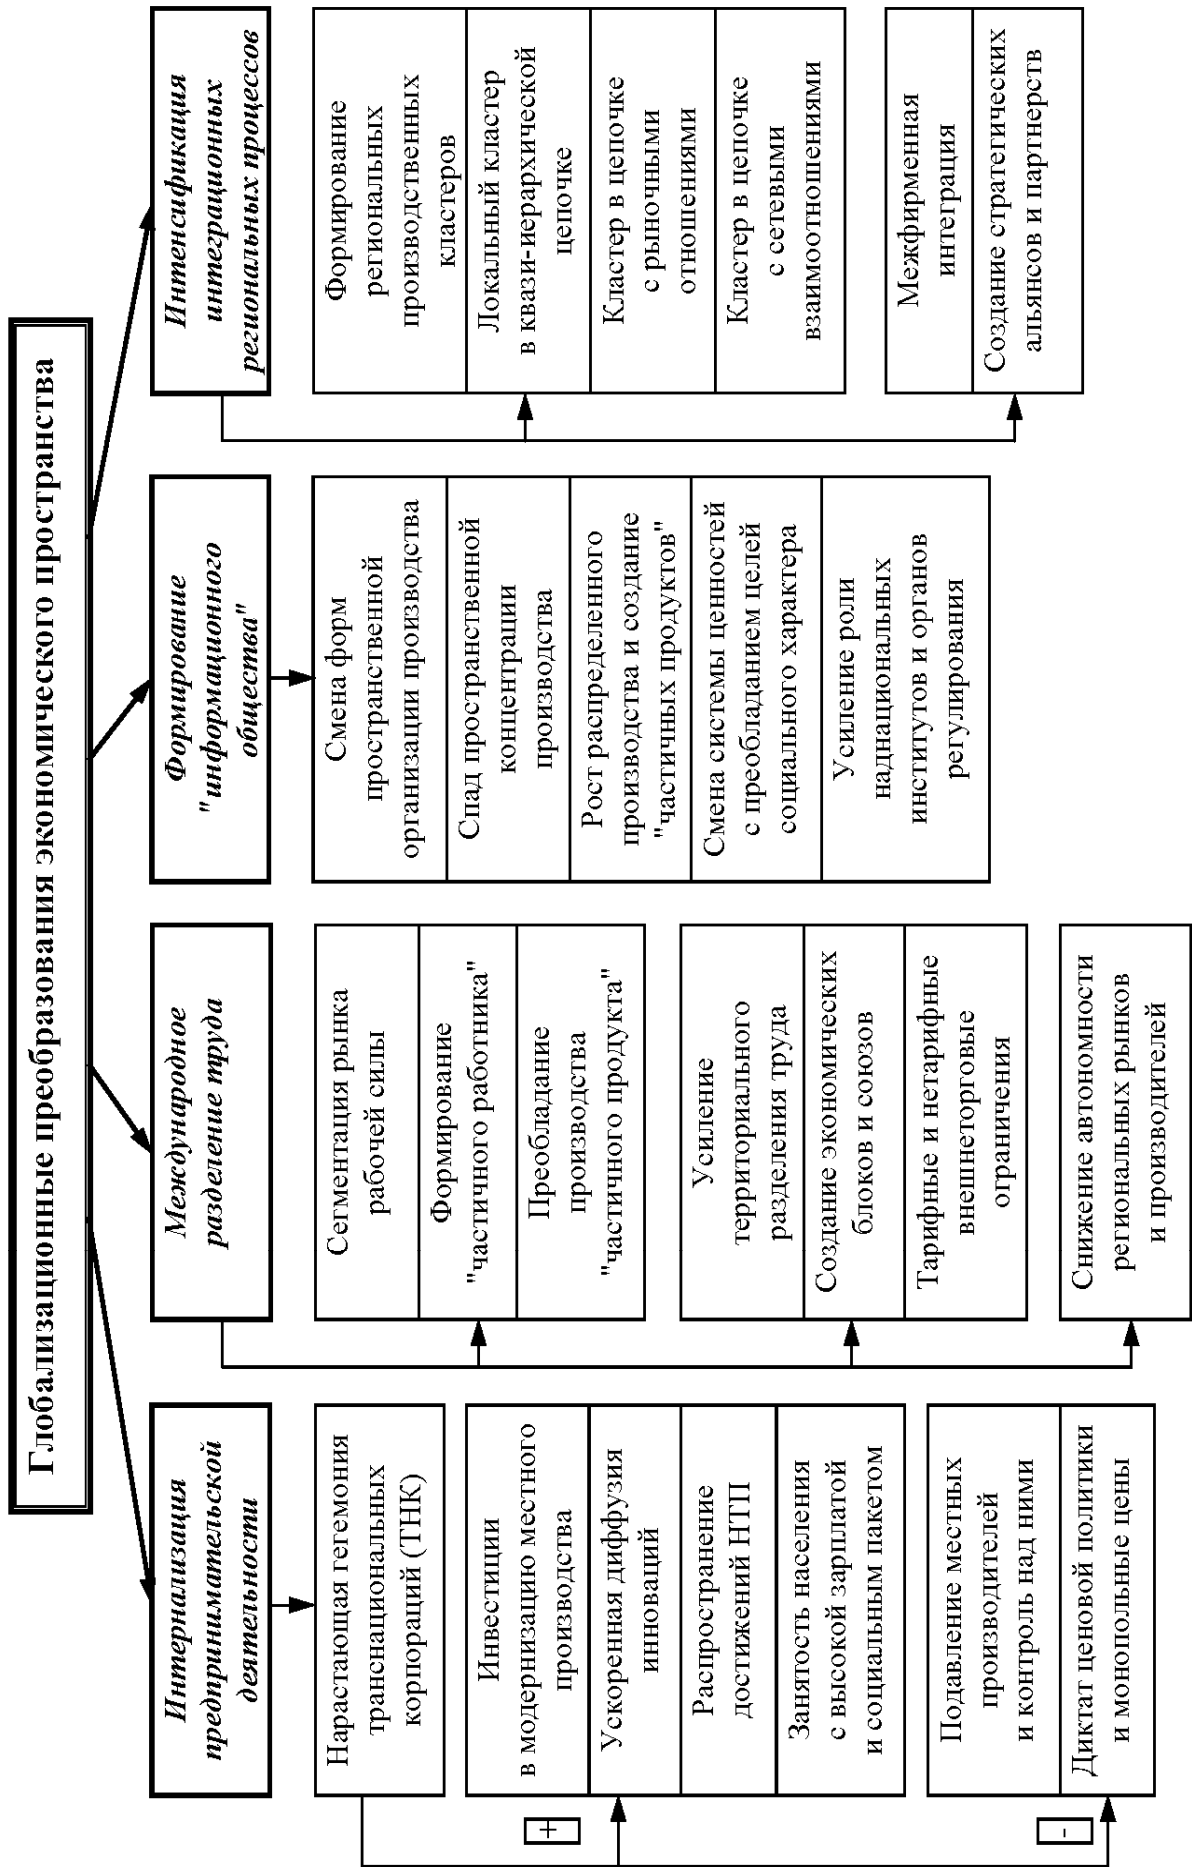 Глобализационные преобразования экономического пространства
Интернализация
предпринимательской
деятельности
Нарастающая гегемония
транснациональных
корпораций (ТНК)
+
Инвестиции
в модернизацию местного
производства
Ускоренная диффузия
инноваций
Распространение
достижений НТП
Занятость населения
с высокой зарплатой
и социальным пакетом
-
Подавление местных
производителей
и контроль над ними
Диктат ценовой политики
и монопольные цены
Международное
разделение труда
Сегментация рынка
рабочей силы
Формирование
"частичного работника"
Преобладание
производства
"частичного продукта"
Усиление
территориального
разделения труда
Создание экономических
блоков и союзов
Тарифные и нетарифные
внешнеторговые
ограничения
Снижение автономности
региональных рынков
и производителей
Формирование
"информационного
общества"
Смена форм
пространственной
организации производства
Спад пространственной
концентрации
производства
Рост распределенного
производства и создание
"частичных продуктов"
Смена системы ценностей
с преобладанием целей
социального характера
Усиление роли
наднациональных
институтов и органов
регулирования
Интенсификация
интеграционных
региональных процессов
Формирование
региональных
производственных
кластеров
Локальный кластер
в квази-иерархической
цепочке
Кластер в цепочке
с рыночными
отношениями
Кластер в цепочке
с сетевыми
взаимоотношениями
Межфирменная
интеграция
Создание стратегических
альянсов и партнерств